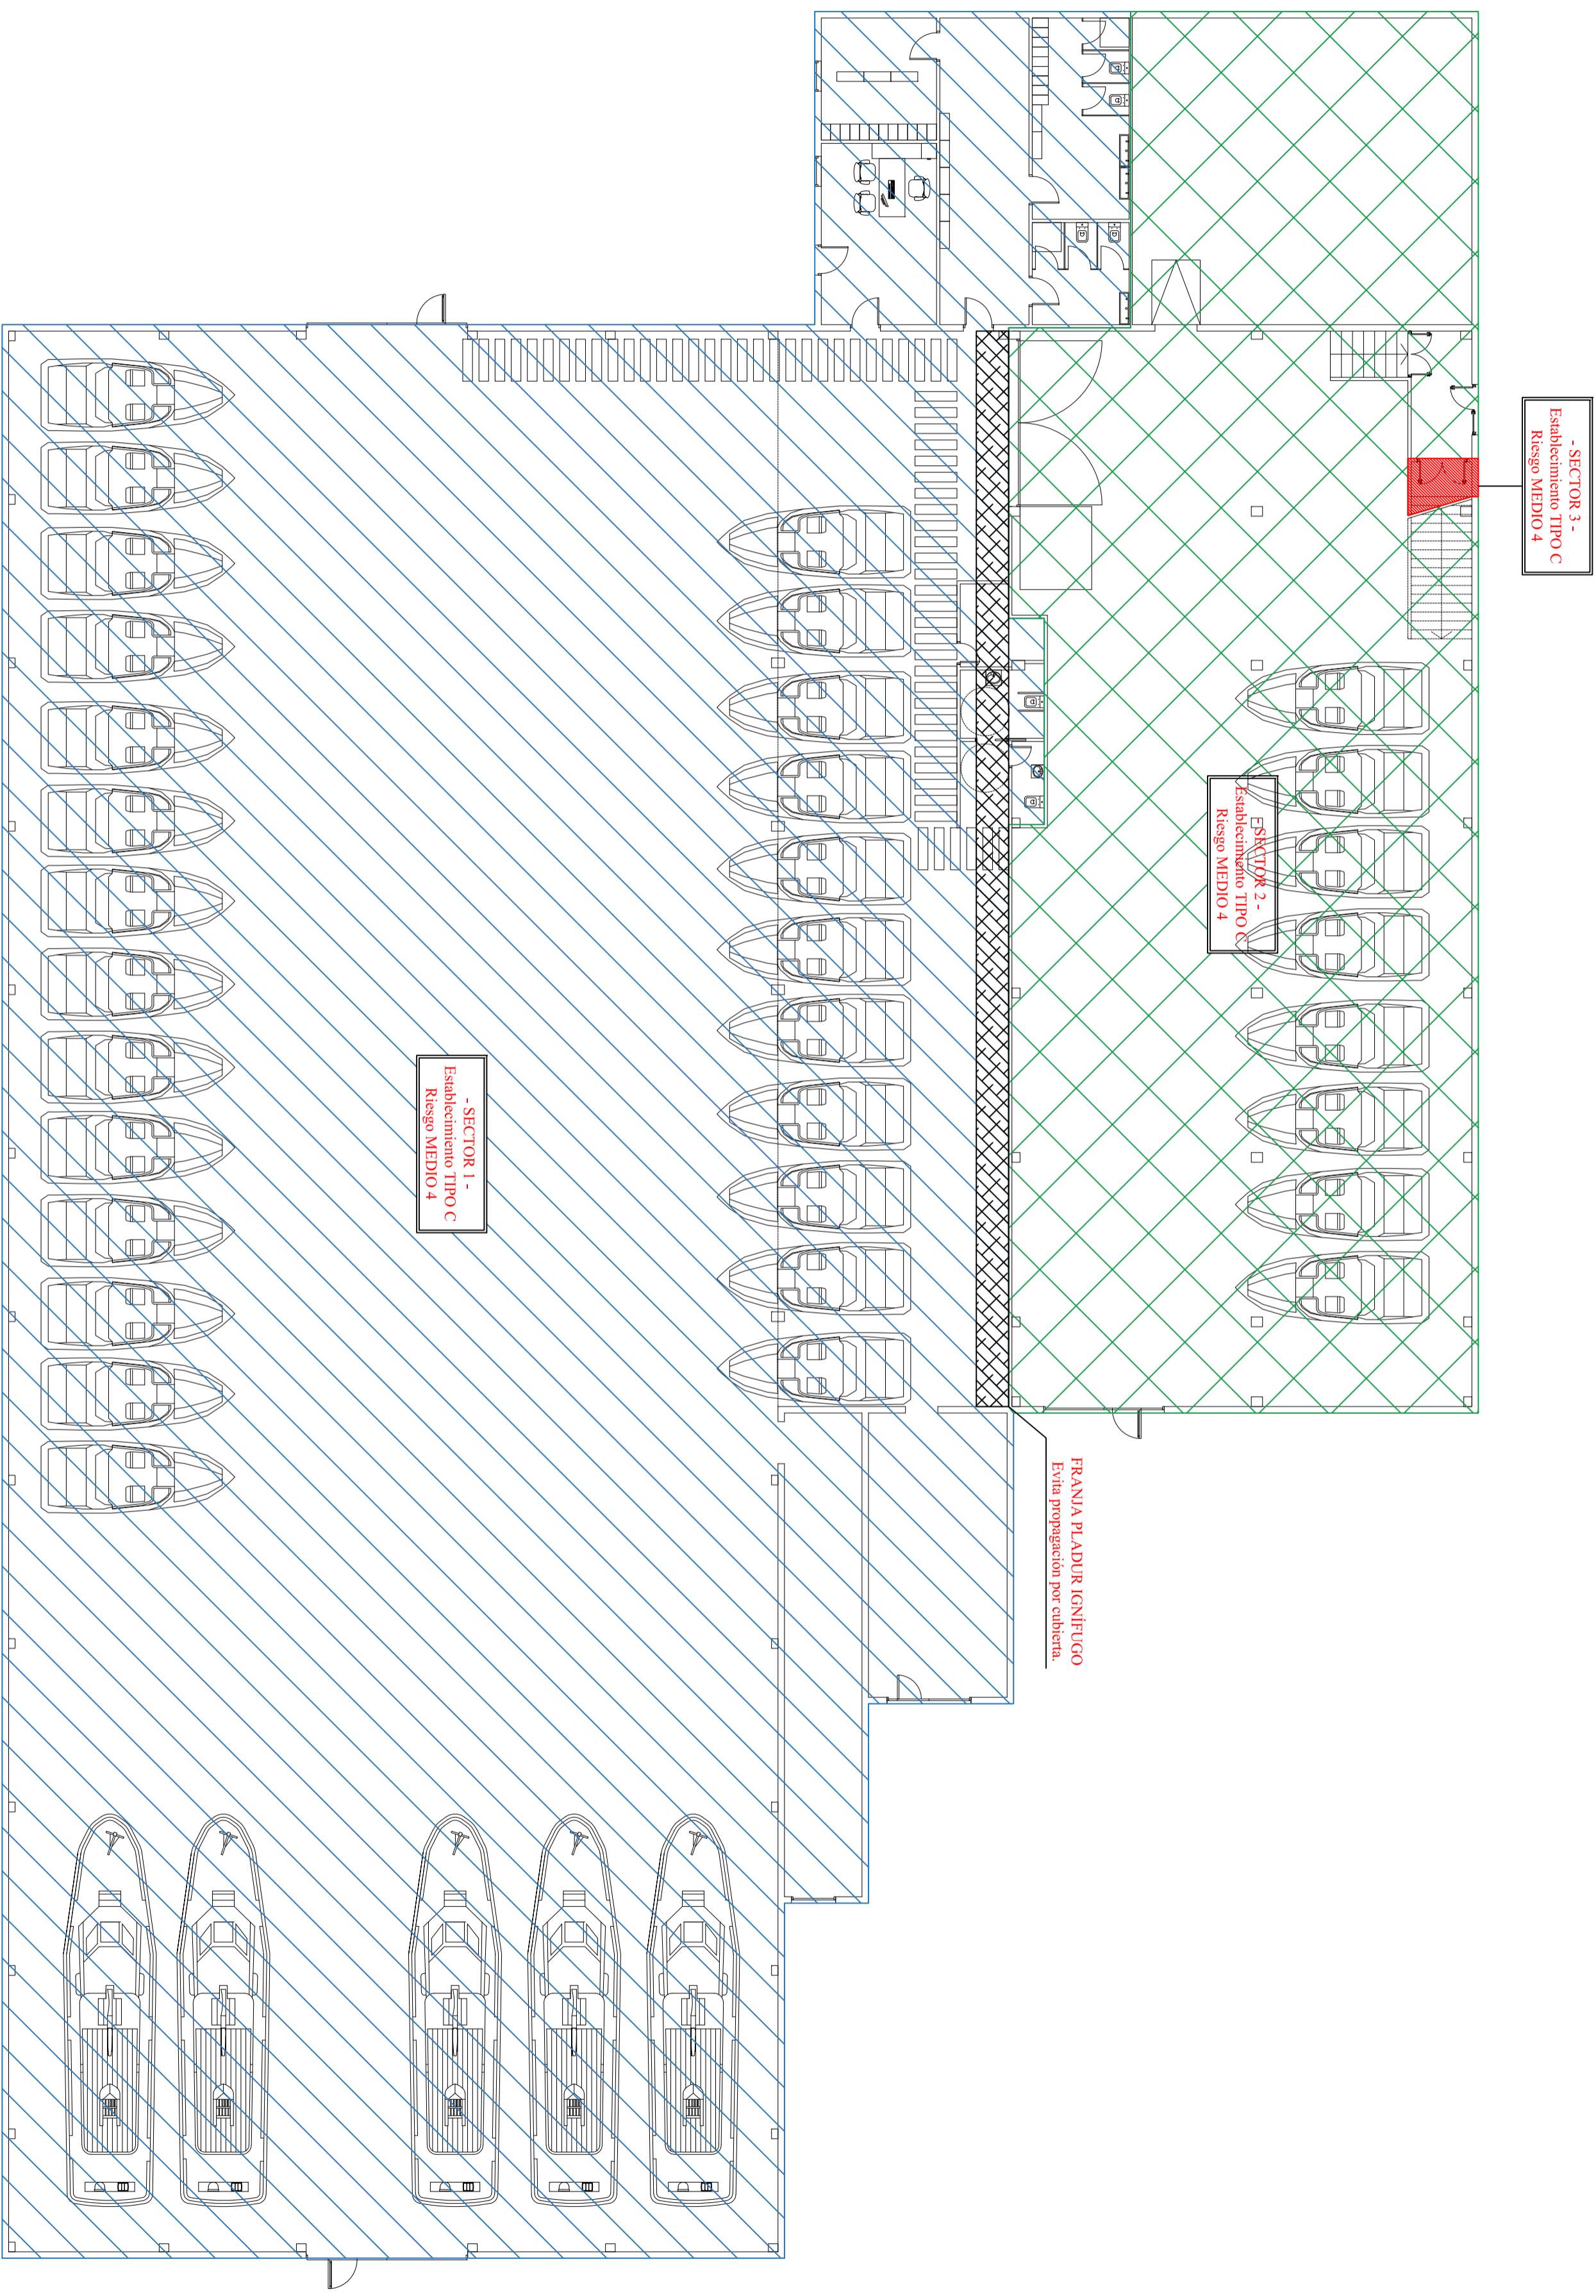 - SECTOR 3 -
Establecimiento TIPO C
Riesgo MEDIO 4
- SECTOR 2 -
Establecimiento TIPO C
Riesgo MEDIO 4
- SECTOR 1 -
Establecimiento TIPO C
Riesgo MEDIO 4
FRANJA PLADUR IGNÍFUGO
Evita propagación por cubierta.